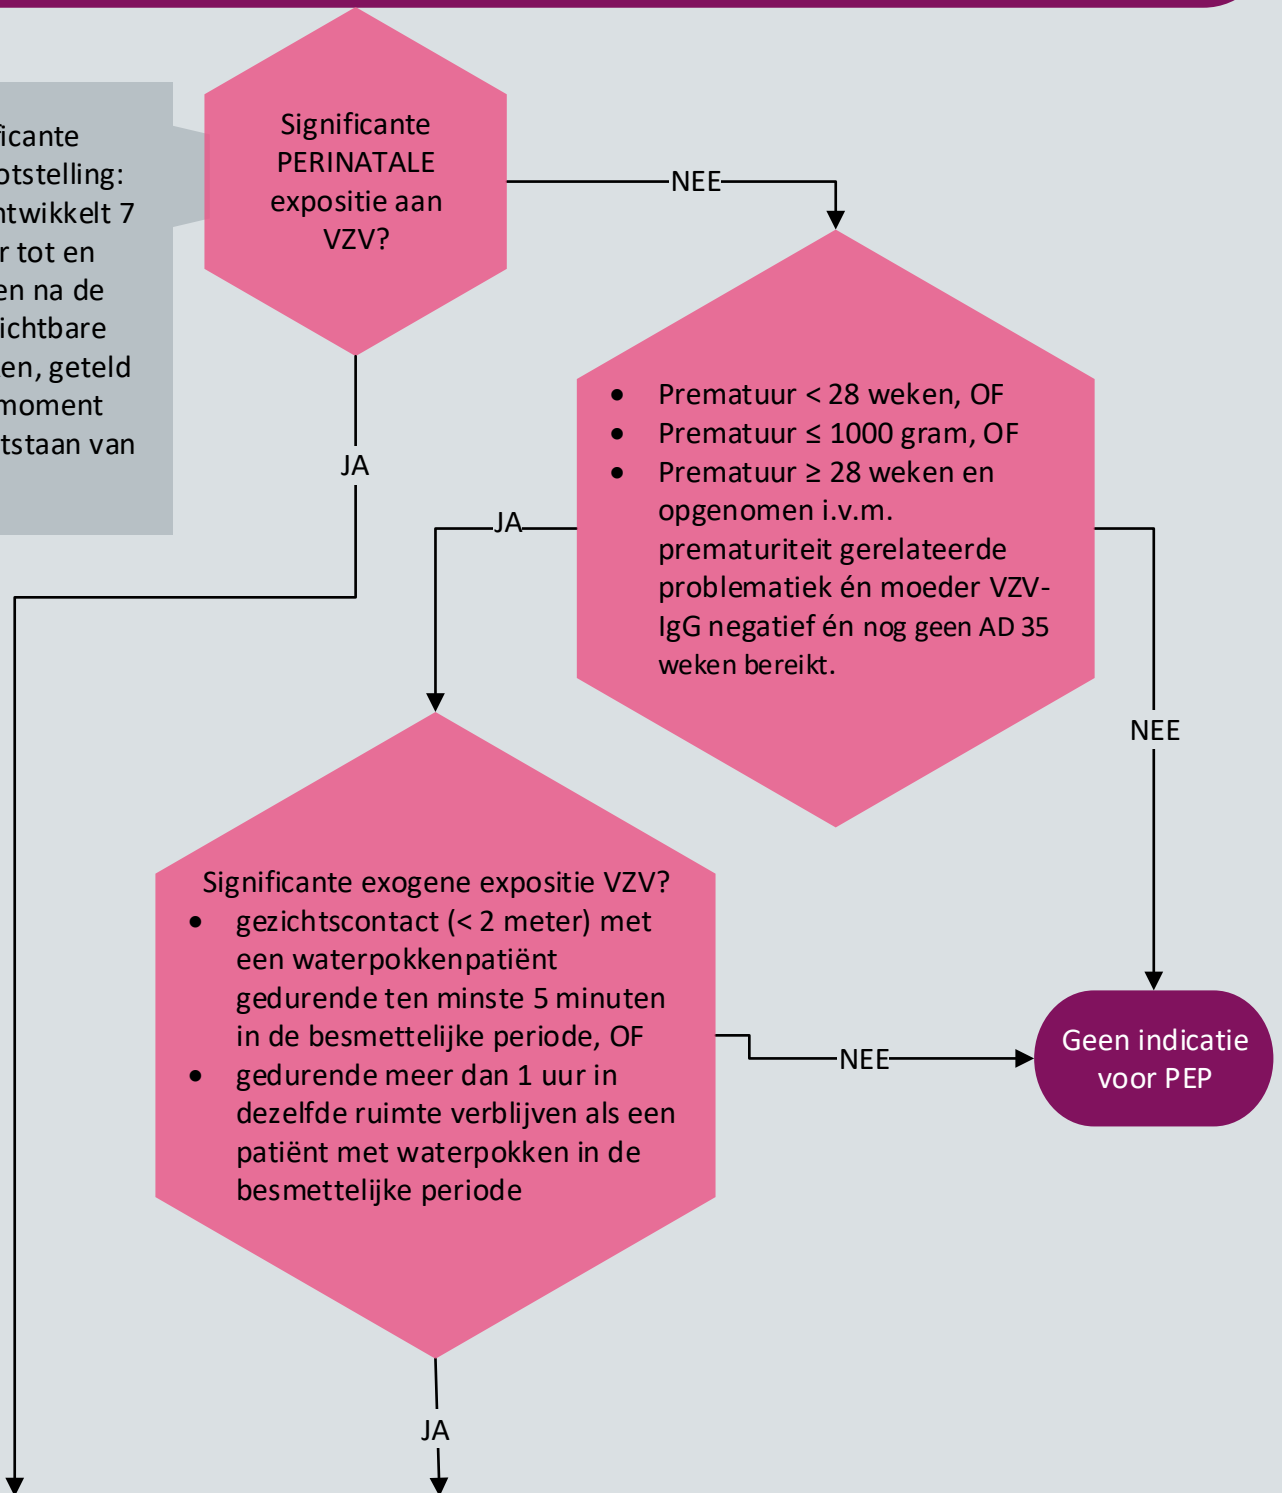 Significante
PERINATALE
expositie aan
VZV?
otstelling:
7
r tot en
en na de
en, geteld
moment
van
NEE
JA
• Prematuur < 28 weken, OF
• Prematuur ≤ 1000 gram, OF
• Prematuur ≥ 28 weken en
opgenomen i.v.m.
prematuriteit gerelateerde
problematiek én moeder VZV-
IgG negatief én nog geen AD 35
weken bereikt.
JA
NEE
Significante exogene expositie VZV?
• gezichtscontact (< 2 meter) met
een waterpokkenpatiënt
gedurende ten minste 5 minuten
in de besmettelijke periode, OF
• gedurende meer dan 1 uur in
dezelfde ruimte verblijven als een
patiënt met waterpokken in de
besmettelijke periode
NEE
Geen indicatie
voor PEP
JA